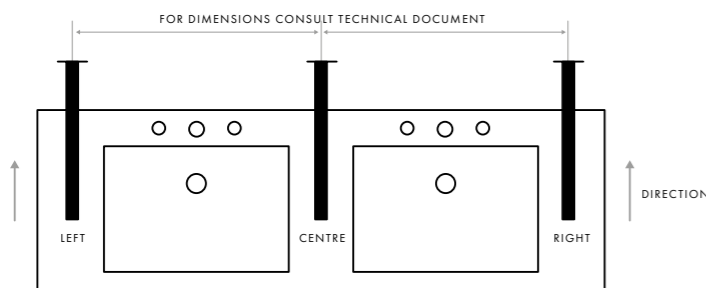 FOR DIMENSIONS CONSULT TECHNICAL DOCUMENT
DIRECTION
LEFT
CENTRE
RIGHT